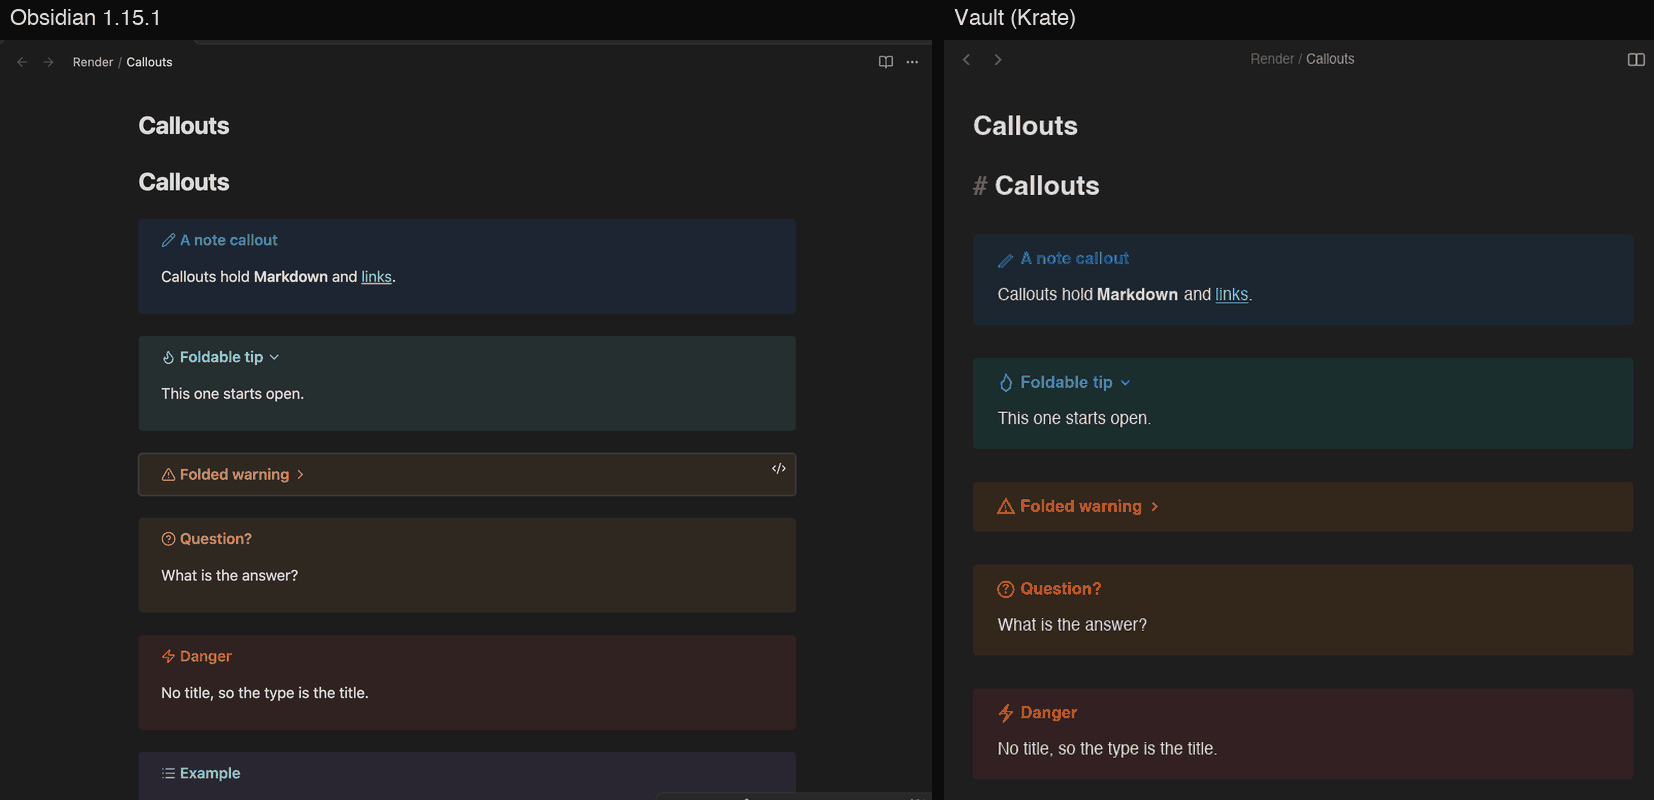 Obsidian 1.15.1
Render / Callouts
Callouts
Callouts
A note callout
Callouts hold Markdown and links.
Foldable tip
This one starts open.
Folded warning
</>
Question?
What is the answer?
Danger
No title, so the type is the title.
Example
Vault (Krate)
Render / Callouts
Callouts
# Callouts
A note callout
Callouts hold Markdown and links.
Foldable tip
This one starts open.
Folded warning
Question?
What is the answer?
Danger
No title, so the type is the title.